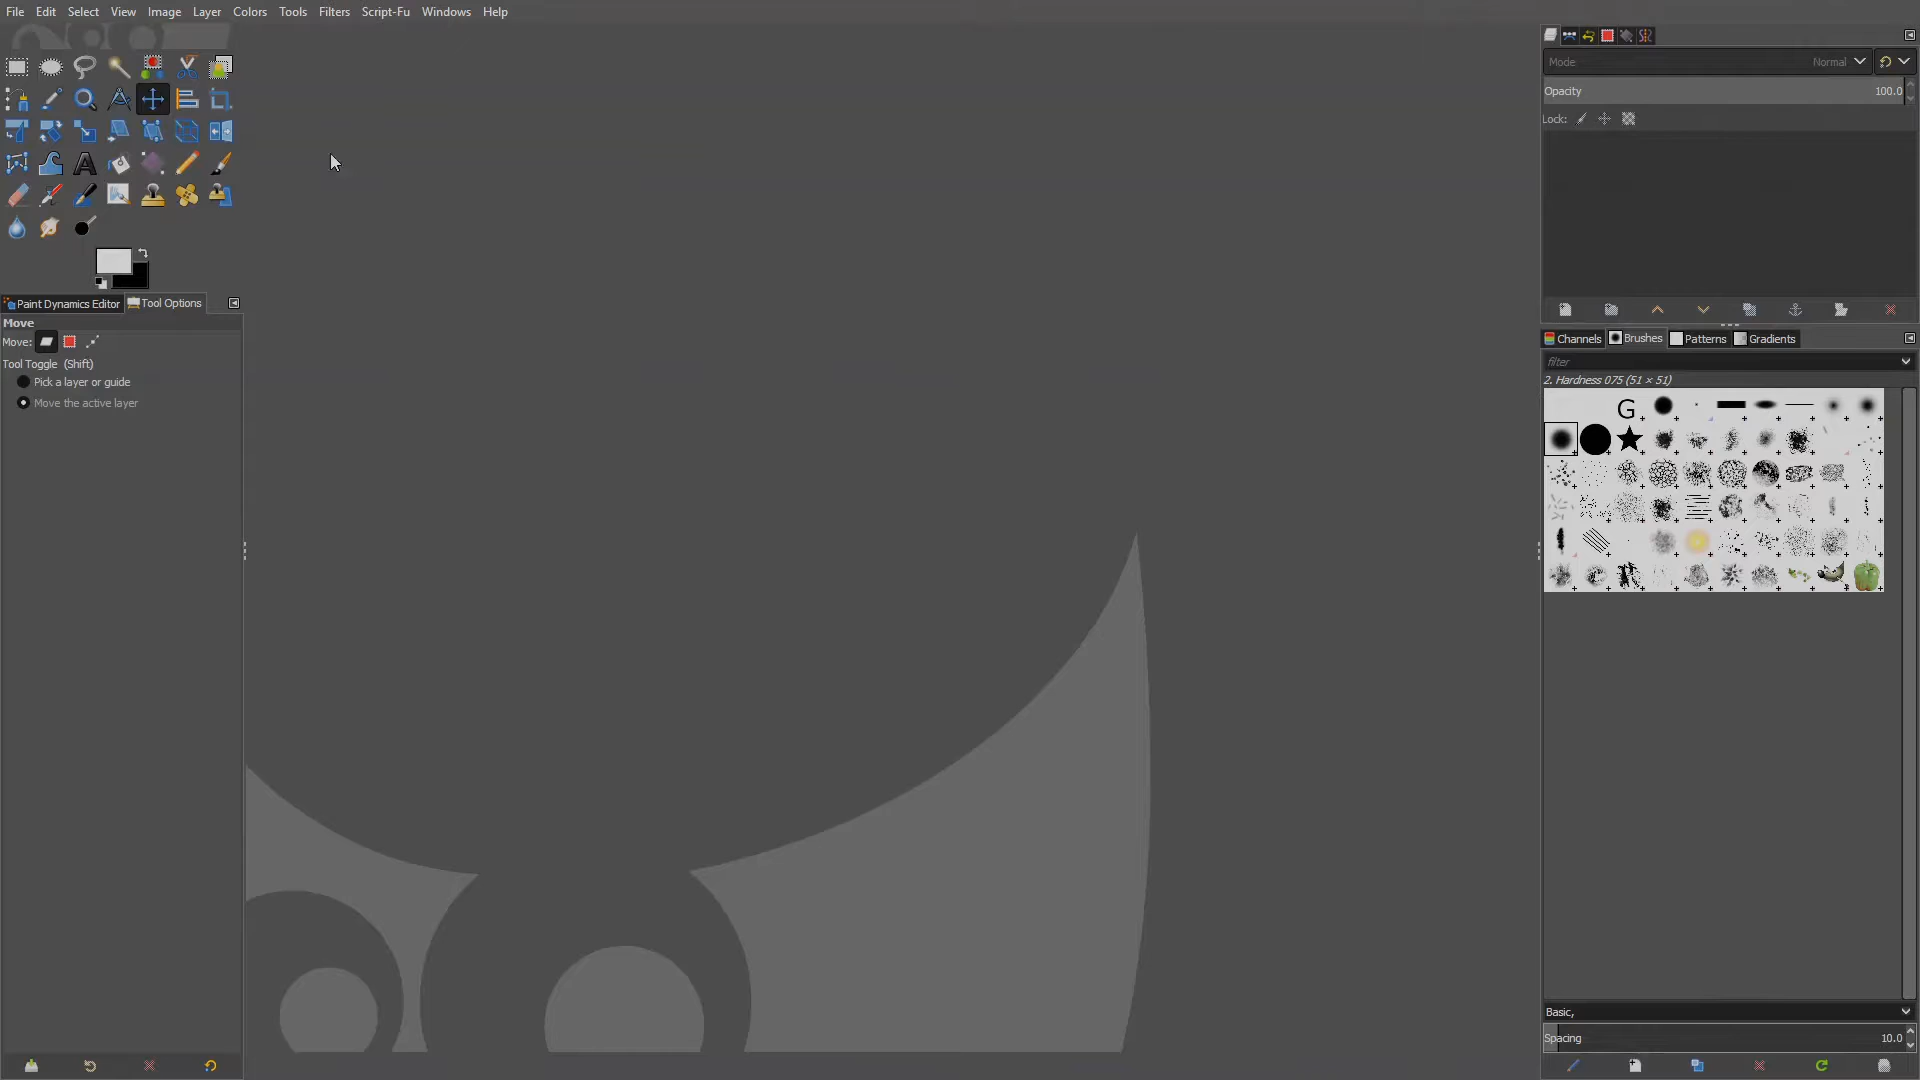 File Edit Select View Image Layer Colors Tools Filters Script-Fu Windows Help
Mode: Normal
Opacity 100.0
Lock:
Paint Dynamics Editor Tool Options
Move
Move:
Tool Toggle (Shift)
Pick a layer or guide
Move the active layer
Channels Brushes Patterns Gradients
filter
2. Hardness 075 (51 × 51)
G
Basic,
Spacing 10.0